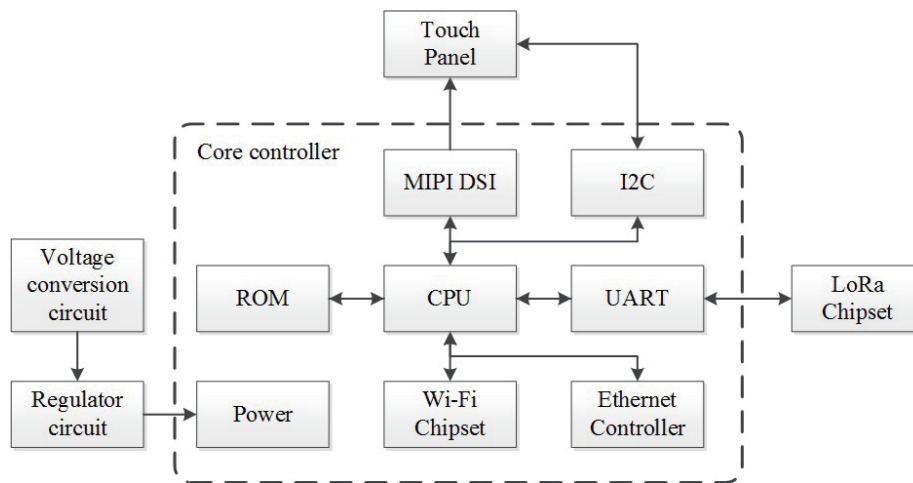 Touch
Panel
Core controller
MIPI DSI
I2C
Voltage
conversion
circuit
ROM
CPU
UART
LoRa
Chipset
Regulator
circuit
Power
Wi-Fi
Chipset
Ethernet
Controller